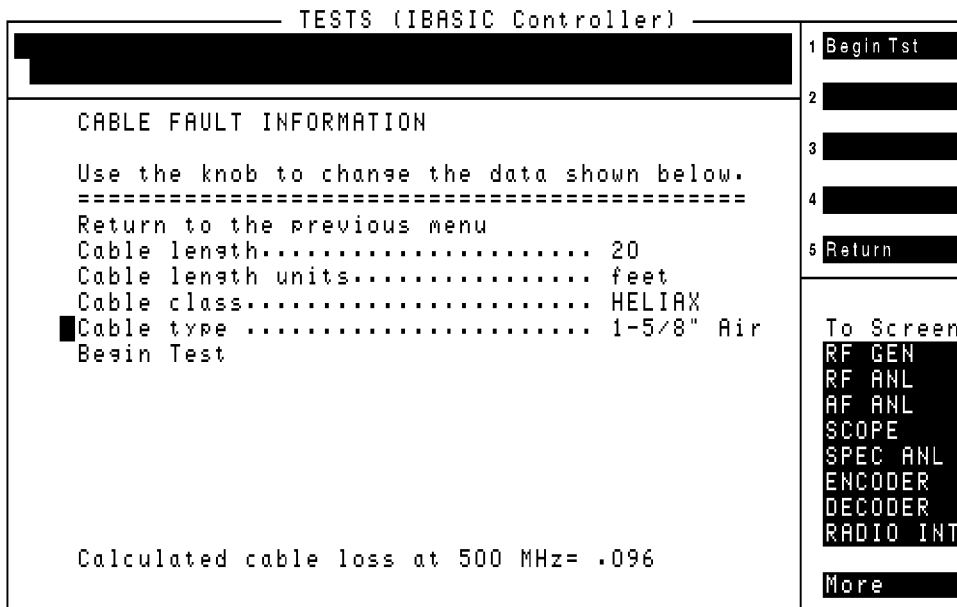 TESTS (IBASIC Controller)
CABLE FAULT INFORMATION
Use the knob to change the data shown below.
============================================
Return to the previous menu
Cable length...................... 20
Cable length units................ feet
Cable class....................... HELIAX
Cable type ....................... 1-5/8" Air
Begin Test
Calculated cable loss at 500 MHz= .096
1 Begin Tst
2
3
4
5 Return
To Screen
RF GEN
RF ANL
AF ANL
SCOPE
SPEC ANL
ENCODER
DECODER
RADIO INT
More